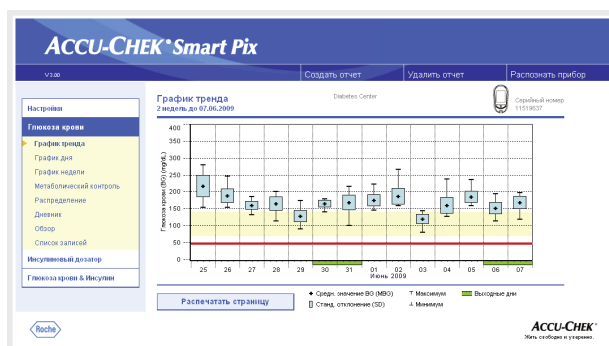 ACCU-CHEK® Smart Pix
V3.00
Создать отчет
Удалить отчет
Распознать прибор
Настройки
Глюкоза крови
График тренда
График дня
График недели
Метаболический контроль
Распределение
Дневник
Обзор
Список записей
Инсулиновый дозатор
Глюкоза крови & Инсулин
График тренда
2 недель до 07.06.2009
Diabetes Center
Серийный номер
11519537
Глюкоза крови (BG) (mg/dL)
400
350
300
250
200
150
100
50
0
25 26 27 28 29 30 31 01 02 03 04 05 06 07
Июнь 2009
Распечатать страницу
Средн. значение BG (MBG)
Максимум
Выходные дни
Станд. отклонение (SD)
Минимум
Roche
ACCU-CHEK®
Жить свободно и уверенно.